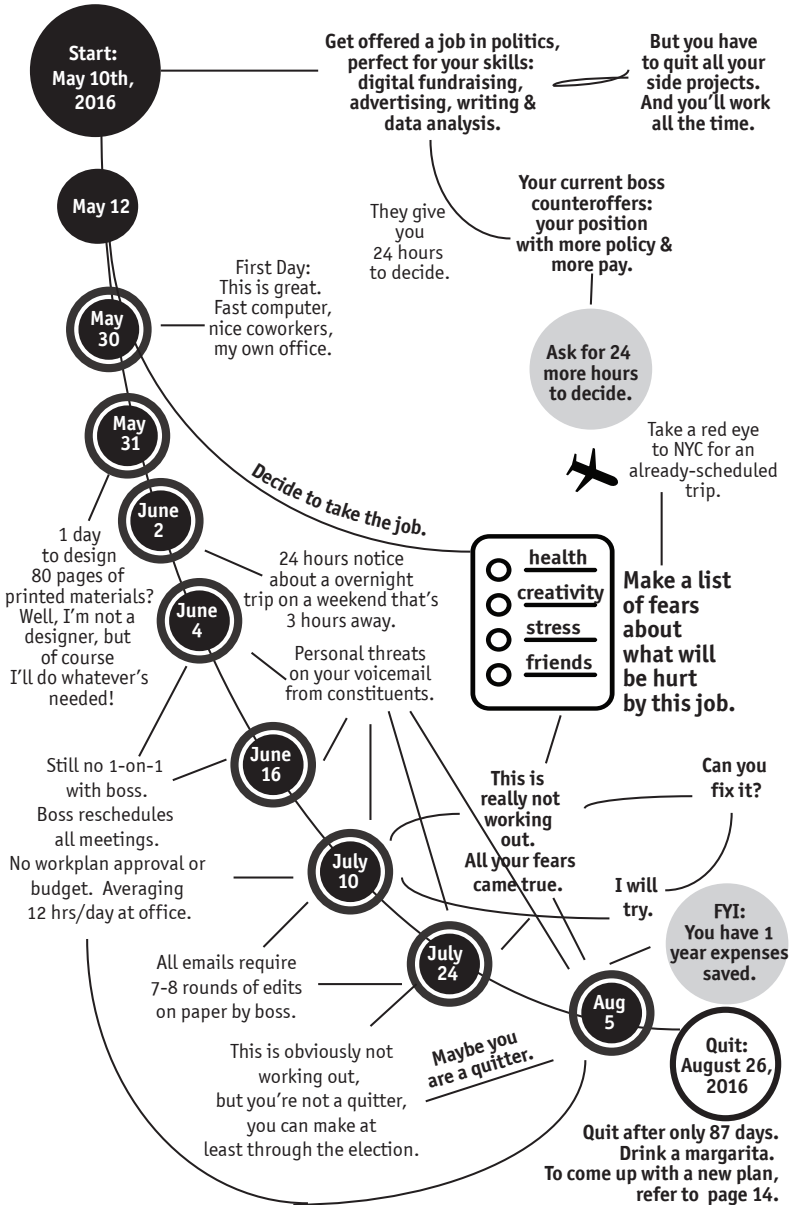 Start:
May 10th,
2016
Get offered a job in politics,
perfect for your skills:
digital fundraising,
advertising, writing &
data analysis.
But you have
to quit all your
side projects.
And you'll work
all the time.
May 12
They give
you
24 hours
to decide.
Your current boss
counteroffers:
your position
with more policy &
more pay.
May
30
First Day:
This is great.
Fast computer,
nice coworkers,
my own office.
Ask for 24
more hours
to decide.
May
31
Take a red eye
to NYC for an
already-scheduled
trip.
Decide to take the job.
June
2
1 day
to design
80 pages of
printed materials?
Well, I'm not a
designer, but
of course
I'll do whatever's
needed!
24 hours notice
about a overnight
trip on a weekend that's
3 hours away.
health
creativity
stress
friends
Make a list
of fears
about
what will
be hurt
by this job.
June
4
Personal threats
on your voicemail
from constituents.
June
16
Still no 1-on-1
with boss.
Boss reschedules
all meetings.
No workplan approval or
budget. Averaging
12 hrs/day at office.
This is
really not
working
out.
All your fears
came true.
Can you
fix it?
I will
try.
July
10
FYI:
You have 1
year expenses
saved.
July
24
All emails require
7-8 rounds of edits
on paper by boss.
Aug
5
This is obviously not
working out,
but you're not a quitter,
you can make at
least through the election.
Maybe you
are a quitter.
Quit:
August 26,
2016
Quit after only 87 days.
Drink a margarita.
To come up with a new plan,
refer to page 14.